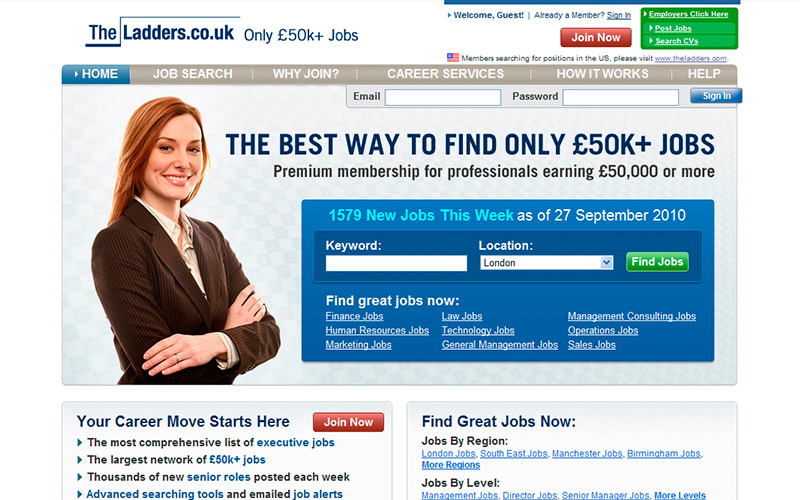 TheLadders.co.uk Only £50k+ Jobs
Welcome, Guest! | Already a Member? Sign In
Join Now
Employers Click Here
Post Jobs
Search CVs
Members searching for positions in the US, please visit www.theladders.com.
HOME JOB SEARCH WHY JOIN? CAREER SERVICES HOW IT WORKS HELP
Email Password Sign In
THE BEST WAY TO FIND ONLY £50K+ JOBS
Premium membership for professionals earning £50,000 or more
1579 New Jobs This Week as of 27 September 2010
Keyword: Location:
London Find Jobs
Find great jobs now:
Finance Jobs Law Jobs Management Consulting Jobs
Human Resources Jobs Technology Jobs Operations Jobs
Marketing Jobs General Management Jobs Sales Jobs
Your Career Move Starts Here Join Now
The most comprehensive list of executive jobs
The largest network of £50k+ jobs
Thousands of new senior roles posted each week
Advanced searching tools and emailed job alerts
Find Great Jobs Now:
Jobs By Region:
London Jobs, South East Jobs, Manchester Jobs, Birmingham Jobs,
More Regions
Jobs By Level:
Management Jobs, Director Jobs, Senior Manager Jobs, More Levels